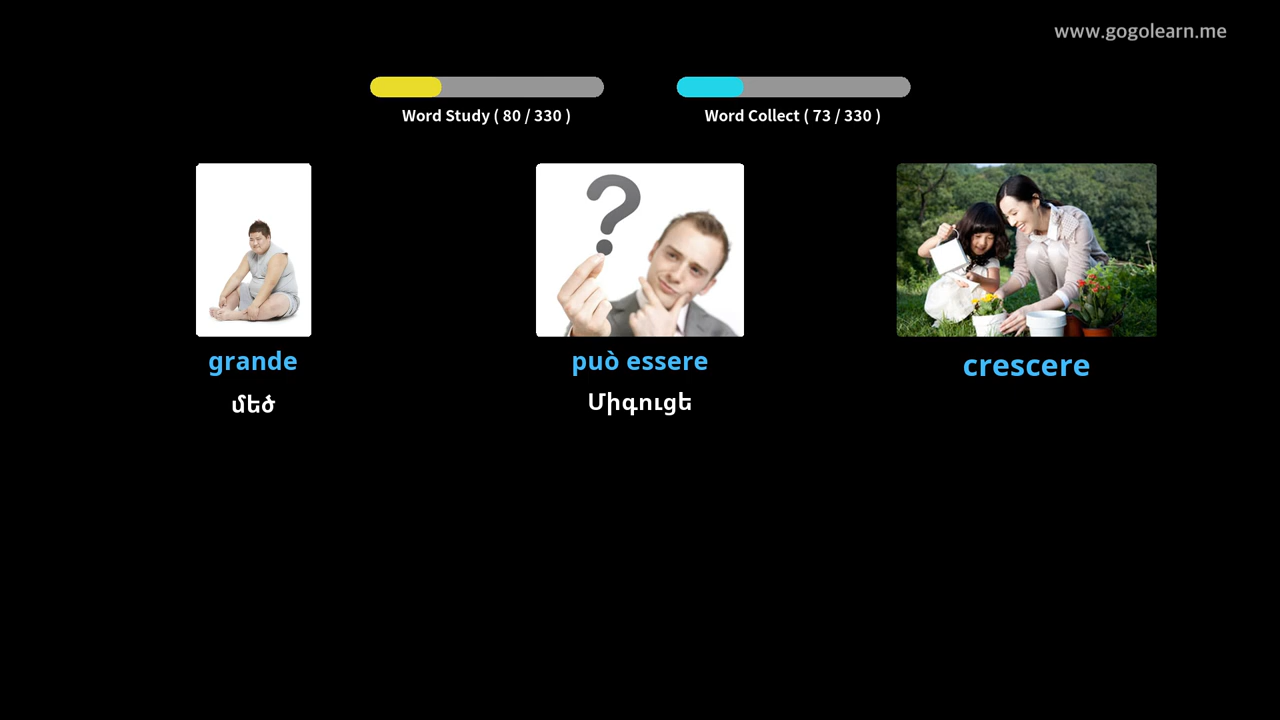 www.gogolearn.me
Word Study ( 80 / 330 )
Word Collect ( 73 / 330 )
grande
մեծ
può essere
Միգուցե
crescere